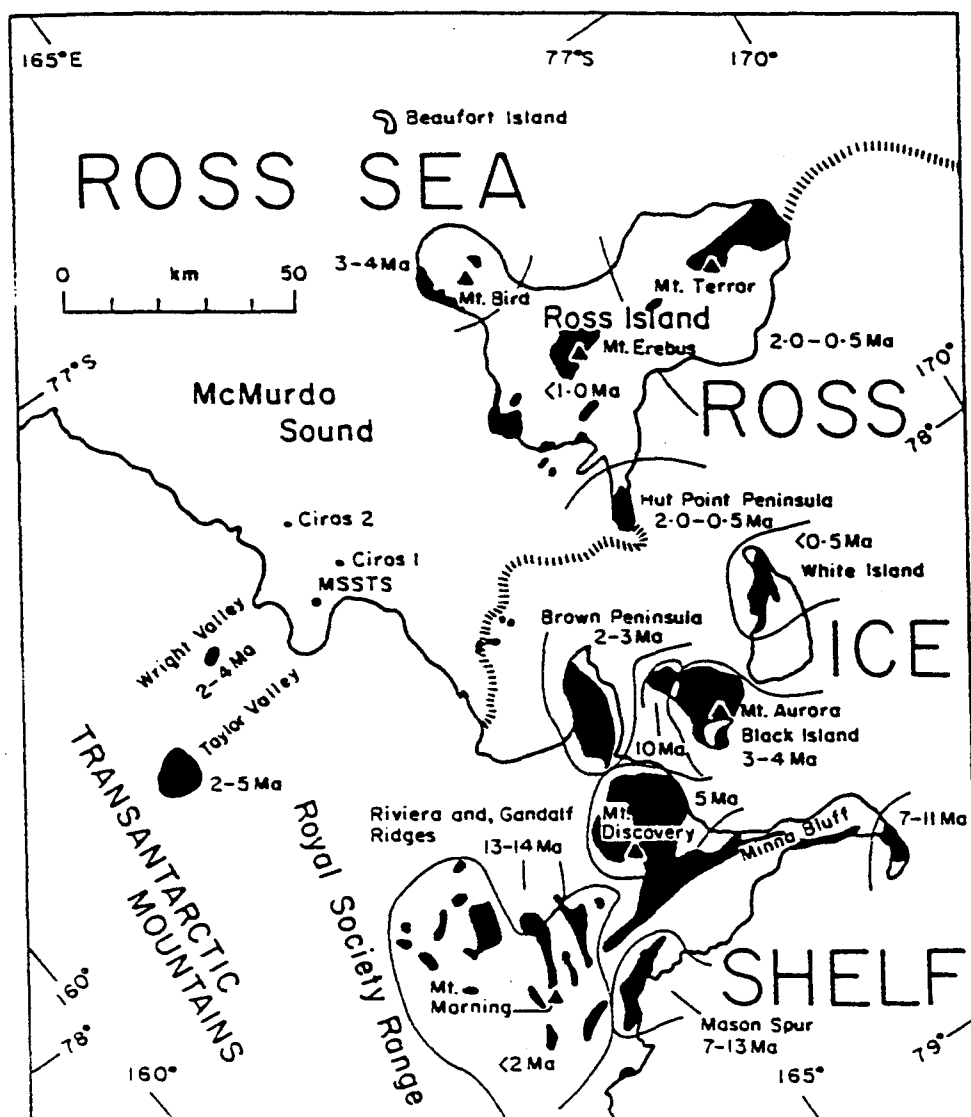 165°E
77°S
170°
Beaufort Island
ROSS SEA
0 km 50
3-4 Ma
Mt. Bird
Mt. Terror
Ross Island
Mt. Erebus
2·0-0·5 Ma
<1·0 Ma
77°S
170°
78°
McMurdo
Sound
ROSS
Hut Point Peninsula
2·0-0·5 Ma
Ciros 2
Ciros 1
MSSTS
<0·5 Ma
White Island
Brown Peninsula
2-3 Ma
ICE
Wright Valley
2-4 Ma
Taylor Valley
2-5 Ma
Mt. Aurora
Black Island
3-4 Ma
10 Ma
5 Ma
Mt.
Discovery
Minna Bluff
7-11 Ma
Riviera and, Gandalf
Ridges
13-14 Ma
TRANSANTARCTIC
MOUNTAINS
Royal Society Range
SHELF
Mt.
Morning
<2 Ma
Mason Spur
7-13 Ma
160°
78°
160°
165°
79°